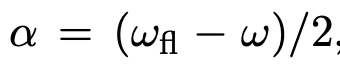 α = (ω_fl − ω)/2,